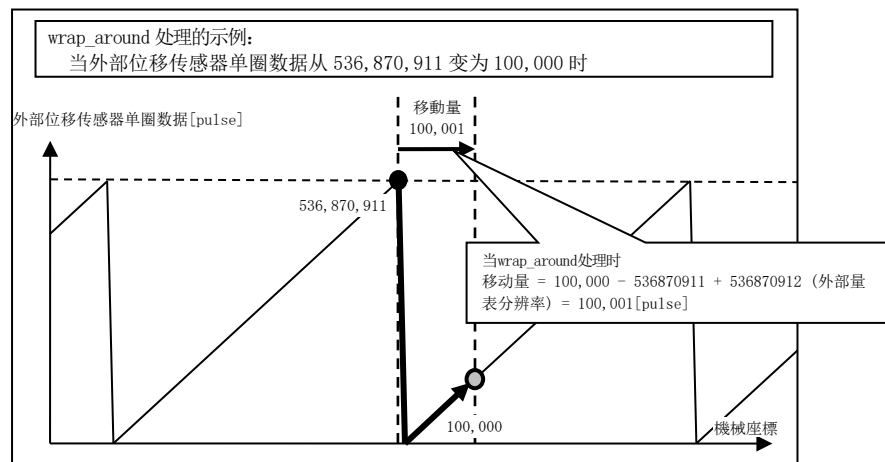 wrap_around 处理的示例：
当外部位移传感器单圈数据从 536,870,911 变为 100,000 时
外部位移传感器单圈数据[pulse]
移動量
100,001
536,870,911
当wrap_around处理时
移动量 = 100,000 - 536870911 + 536870912 (外部量
表分辨率) = 100,001[pulse]
100,000
機械座標